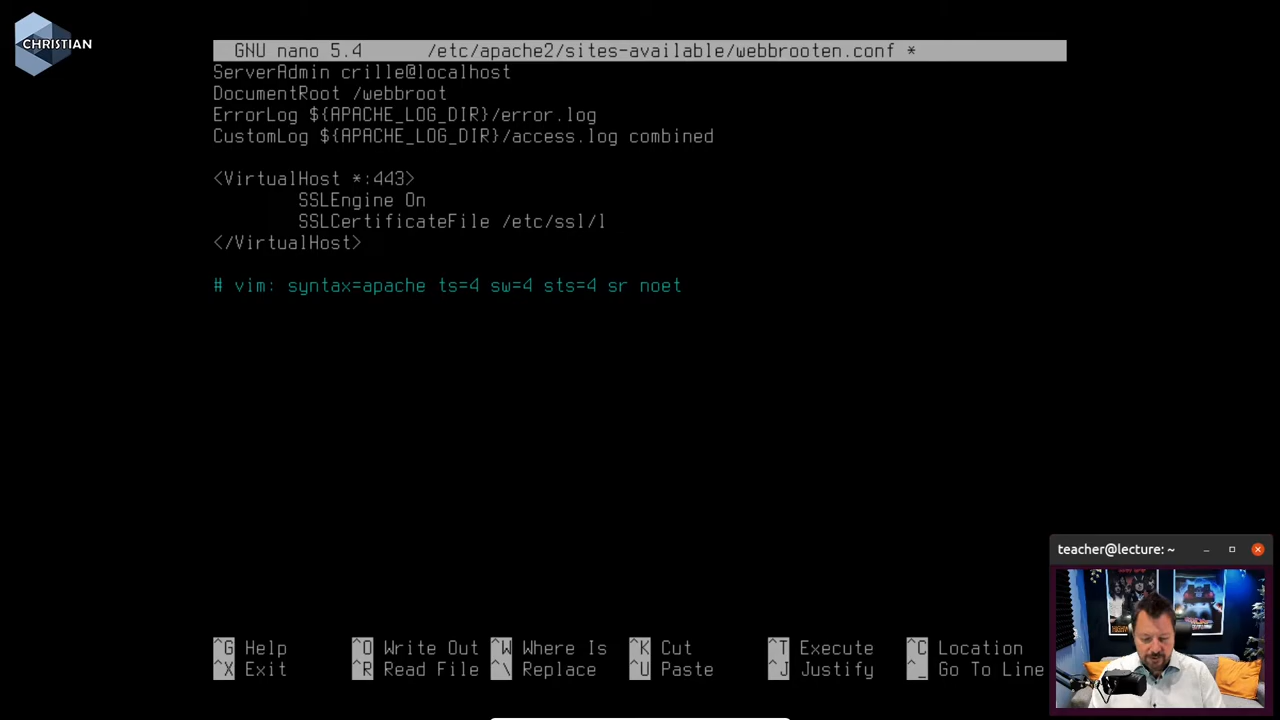 CHRISTIAN
GNU nano 5.4 /etc/apache2/sites-available/webbrooten.conf *
ServerAdmin crille@localhost
DocumentRoot /webbroot
ErrorLog ${APACHE_LOG_DIR}/error.log
CustomLog ${APACHE_LOG_DIR}/access.log combined
<VirtualHost *:443>
SSLEngine On
SSLCertificateFile /etc/ssl/l
</VirtualHost>
# vim: syntax=apache ts=4 sw=4 sts=4 sr noet
teacher@lecture: ~
^G Help ^O Write Out ^W Where Is ^K Cut ^T Execute ^C Location
^X Exit ^R Read File ^\ Replace ^U Paste ^J Justify ^_ Go To Line